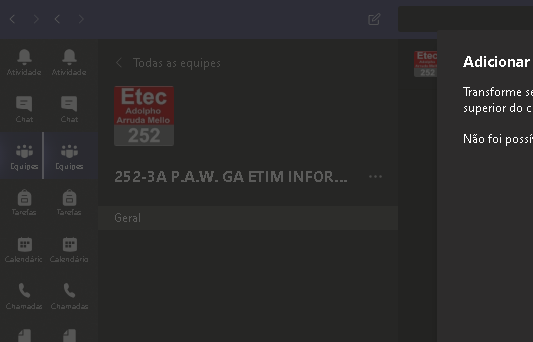 Atividade Atividade
Chat Chat
Equipes Equipes
Tarefas Tarefas
Calendário Calendário
Chamadas Chamadas
Todas as equipes
Etec
Adolpho
Arruda Mello
252
252-3A P.A.W. GA ETIM INFOR...
Geral
Etec
252
Adicionar
Transforme se
superior do c
Não foi possí